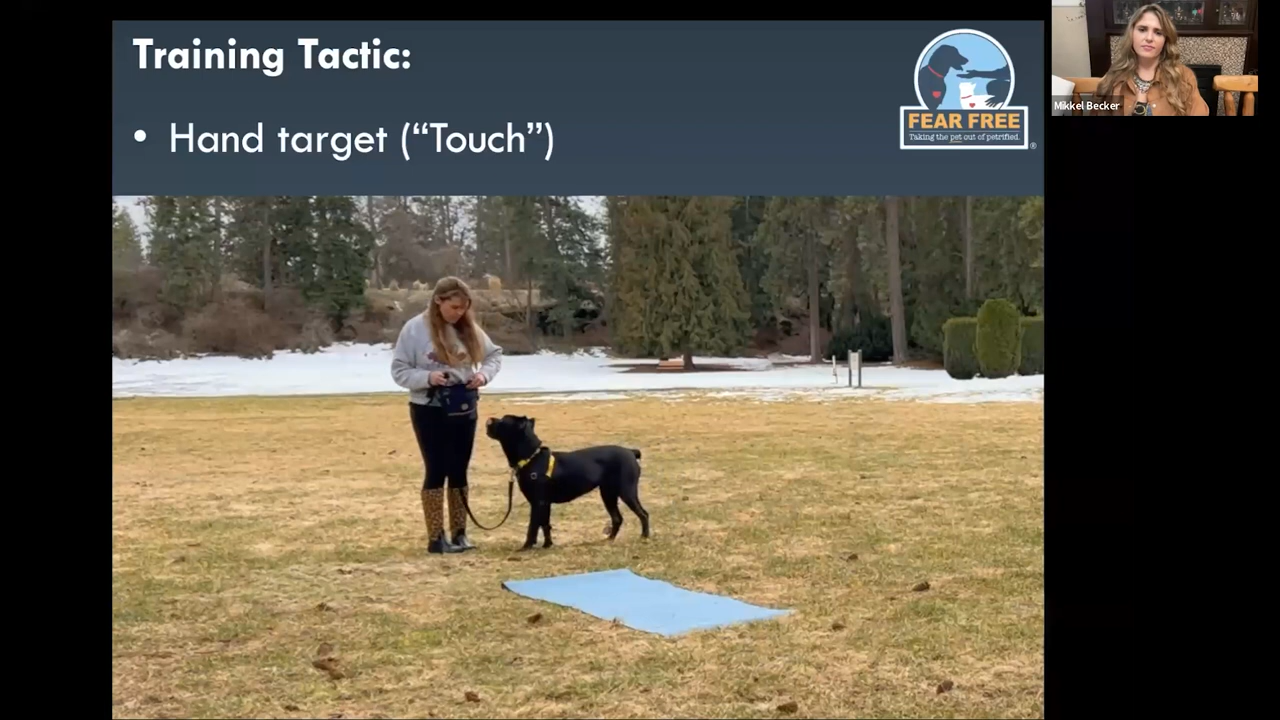 Training Tactic:
• Hand target (“Touch”)
FEAR FREE
Taking the pet out of petrified.
®
Mikkel Becker